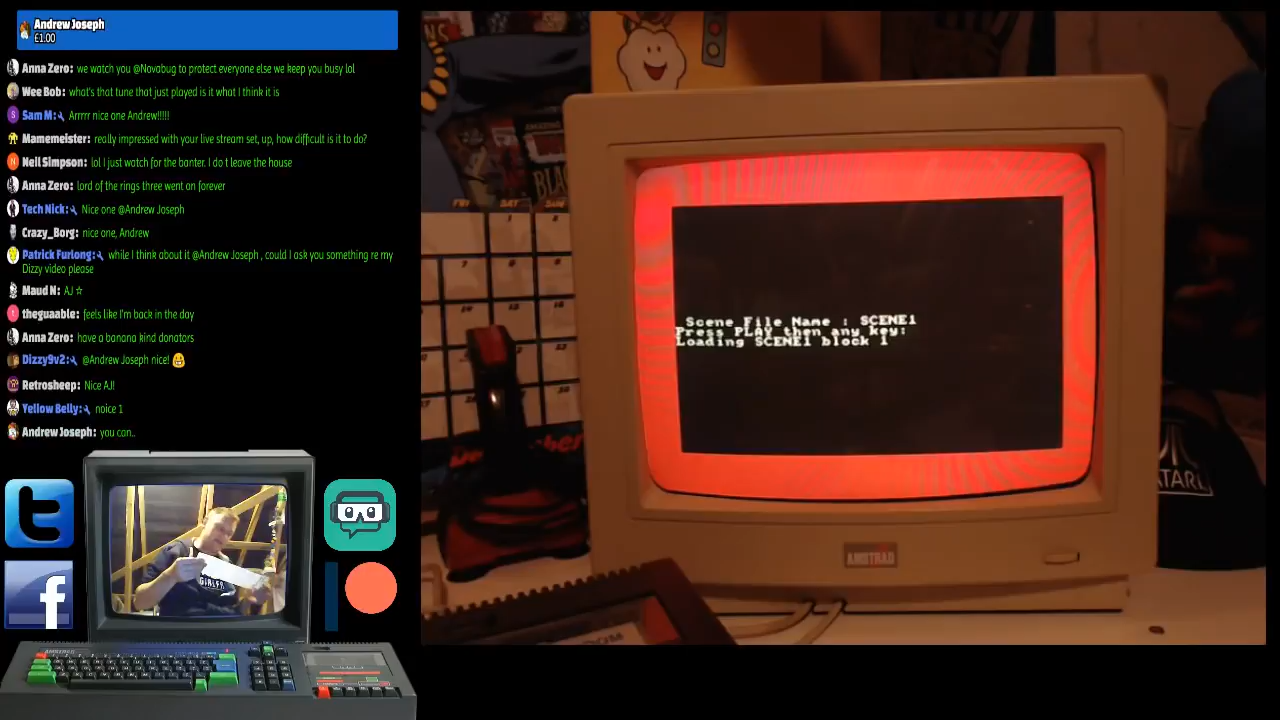 Andrew Joseph
£1.00
Anna Zero: we watch you @Novabug to protect everyone else we keep you busy lol
Wee Bob: what's that tune that just played is it what I think it is
Sam M: Arrrrr nice one Andrew!!!!!
Mamemeister: really impressed with your live stream set, up, how difficult is it to do?
Neil Simpson: lol I just watch for the banter. I do t leave the house
Anna Zero: lord of the rings three went on forever
Tech Nick: Nice one @Andrew Joseph
Crazy_Borg: nice one, Andrew
Patrick Furlong: while I think about it @Andrew Joseph , could I ask you something re my
Dizzy video please
Maud N: AJ ☆
theguable: feels like I'm back in the day
Anna Zero: have a banana kind donators
Dizzy9v2: @Andrew Joseph nice! 😀
Retrosheep: Nice AJ!
Yellow Belly: noice 1
Andrew Joseph: you can..
Scene File Name : SCENE1
Press PLAY then any key:
Loading SCENE1 block 1
AMSTRAD
ATARI
FRI SAT SUN